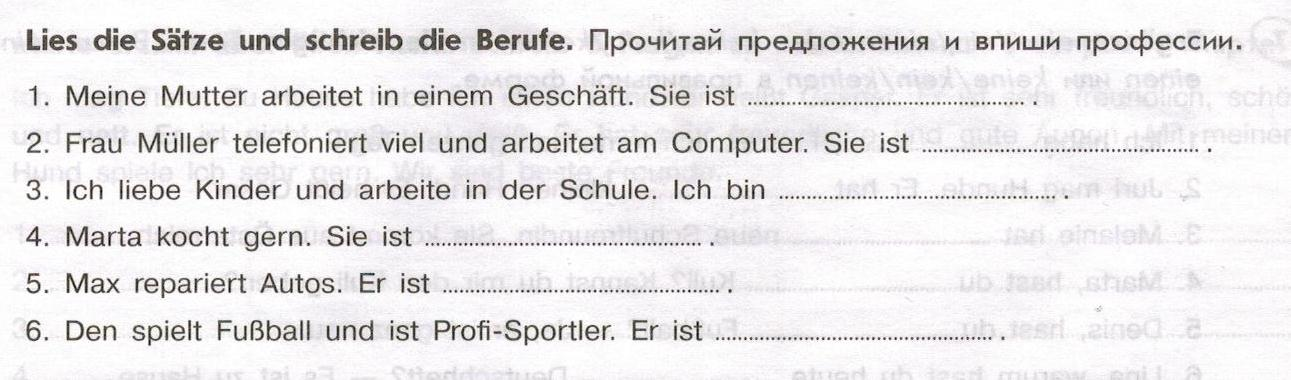 Lies die Sätze und schreib die Berufe. Прочитай предложения и впиши профессии.
1. Meine Mutter arbeitet in einem Geschäft. Sie ist ........................................ .
2. Frau Müller telefoniert viel und arbeitet am Computer. Sie ist ........................................ .
3. Ich liebe Kinder und arbeite in der Schule. Ich bin ........................................ .
4. Marta kocht gern. Sie ist ........................................ .
5. Max repariert Autos. Er ist ........................................ .
6. Den spielt Fußball und ist Profi-Sportler. Er ist ........................................ .